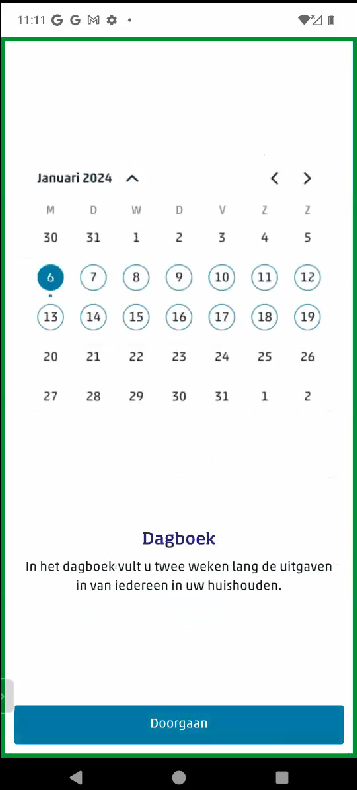 11:11
Januari 2024
M D W D V Z Z
30 31 1 2 3 4 5
6 7 8 9 10 11 12
13 14 15 16 17 18 19
20 21 22 23 24 25 26
27 28 29 30 31 1 2
Dagboek
In het dagboek vult u twee weken lang de uitgaven
in van iedereen in uw huishouden.
Doorgaan